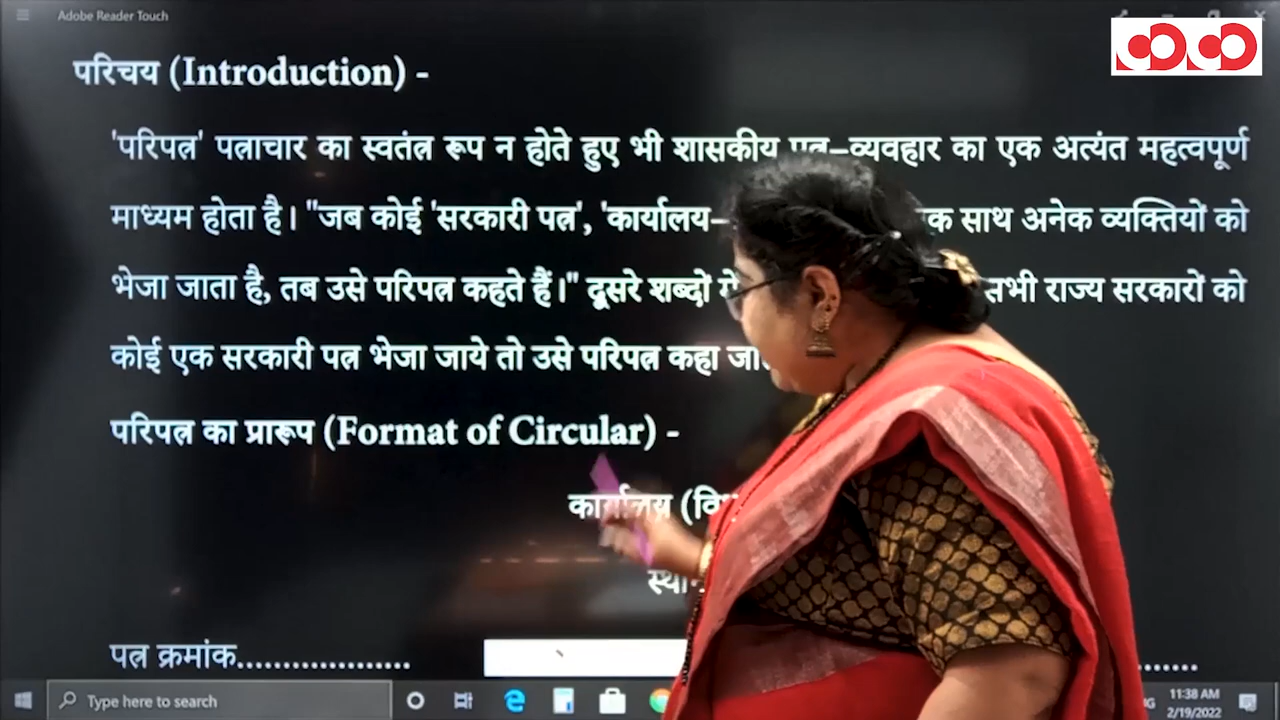 Adobe Reader Touch
परिचय (Introduction) -
'परिपत्र' पत्राचार का स्वतंत्र रूप न होते हुए भी शासकीय पत्र–व्यवहार का एक अत्यंत महत्वपूर्ण
माध्यम होता है। "जब कोई 'सरकारी पत्र', 'कार्यालय– साथ अनेक व्यक्तियों को
भेजा जाता है, तब उसे परिपत्र कहते हैं।" दूसरे शब्दों सभी राज्य सरकारों को
कोई एक सरकारी पत्र भेजा जाये तो उसे परिपत्र कहा
परिपत्र का प्रारूप (Format of Circular) -
कार्यालय
पत्र क्रमांक..................
Type here to search
11:38 AM
2/19/2022